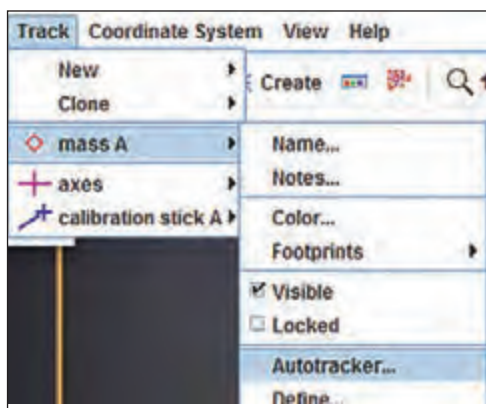 Track Coordinate System View Help
New
Clone
Create
mass A
axes
calibration stick A
Name...
Notes...
Color...
Footprints
Visible
Locked
Autotracker...
Define...